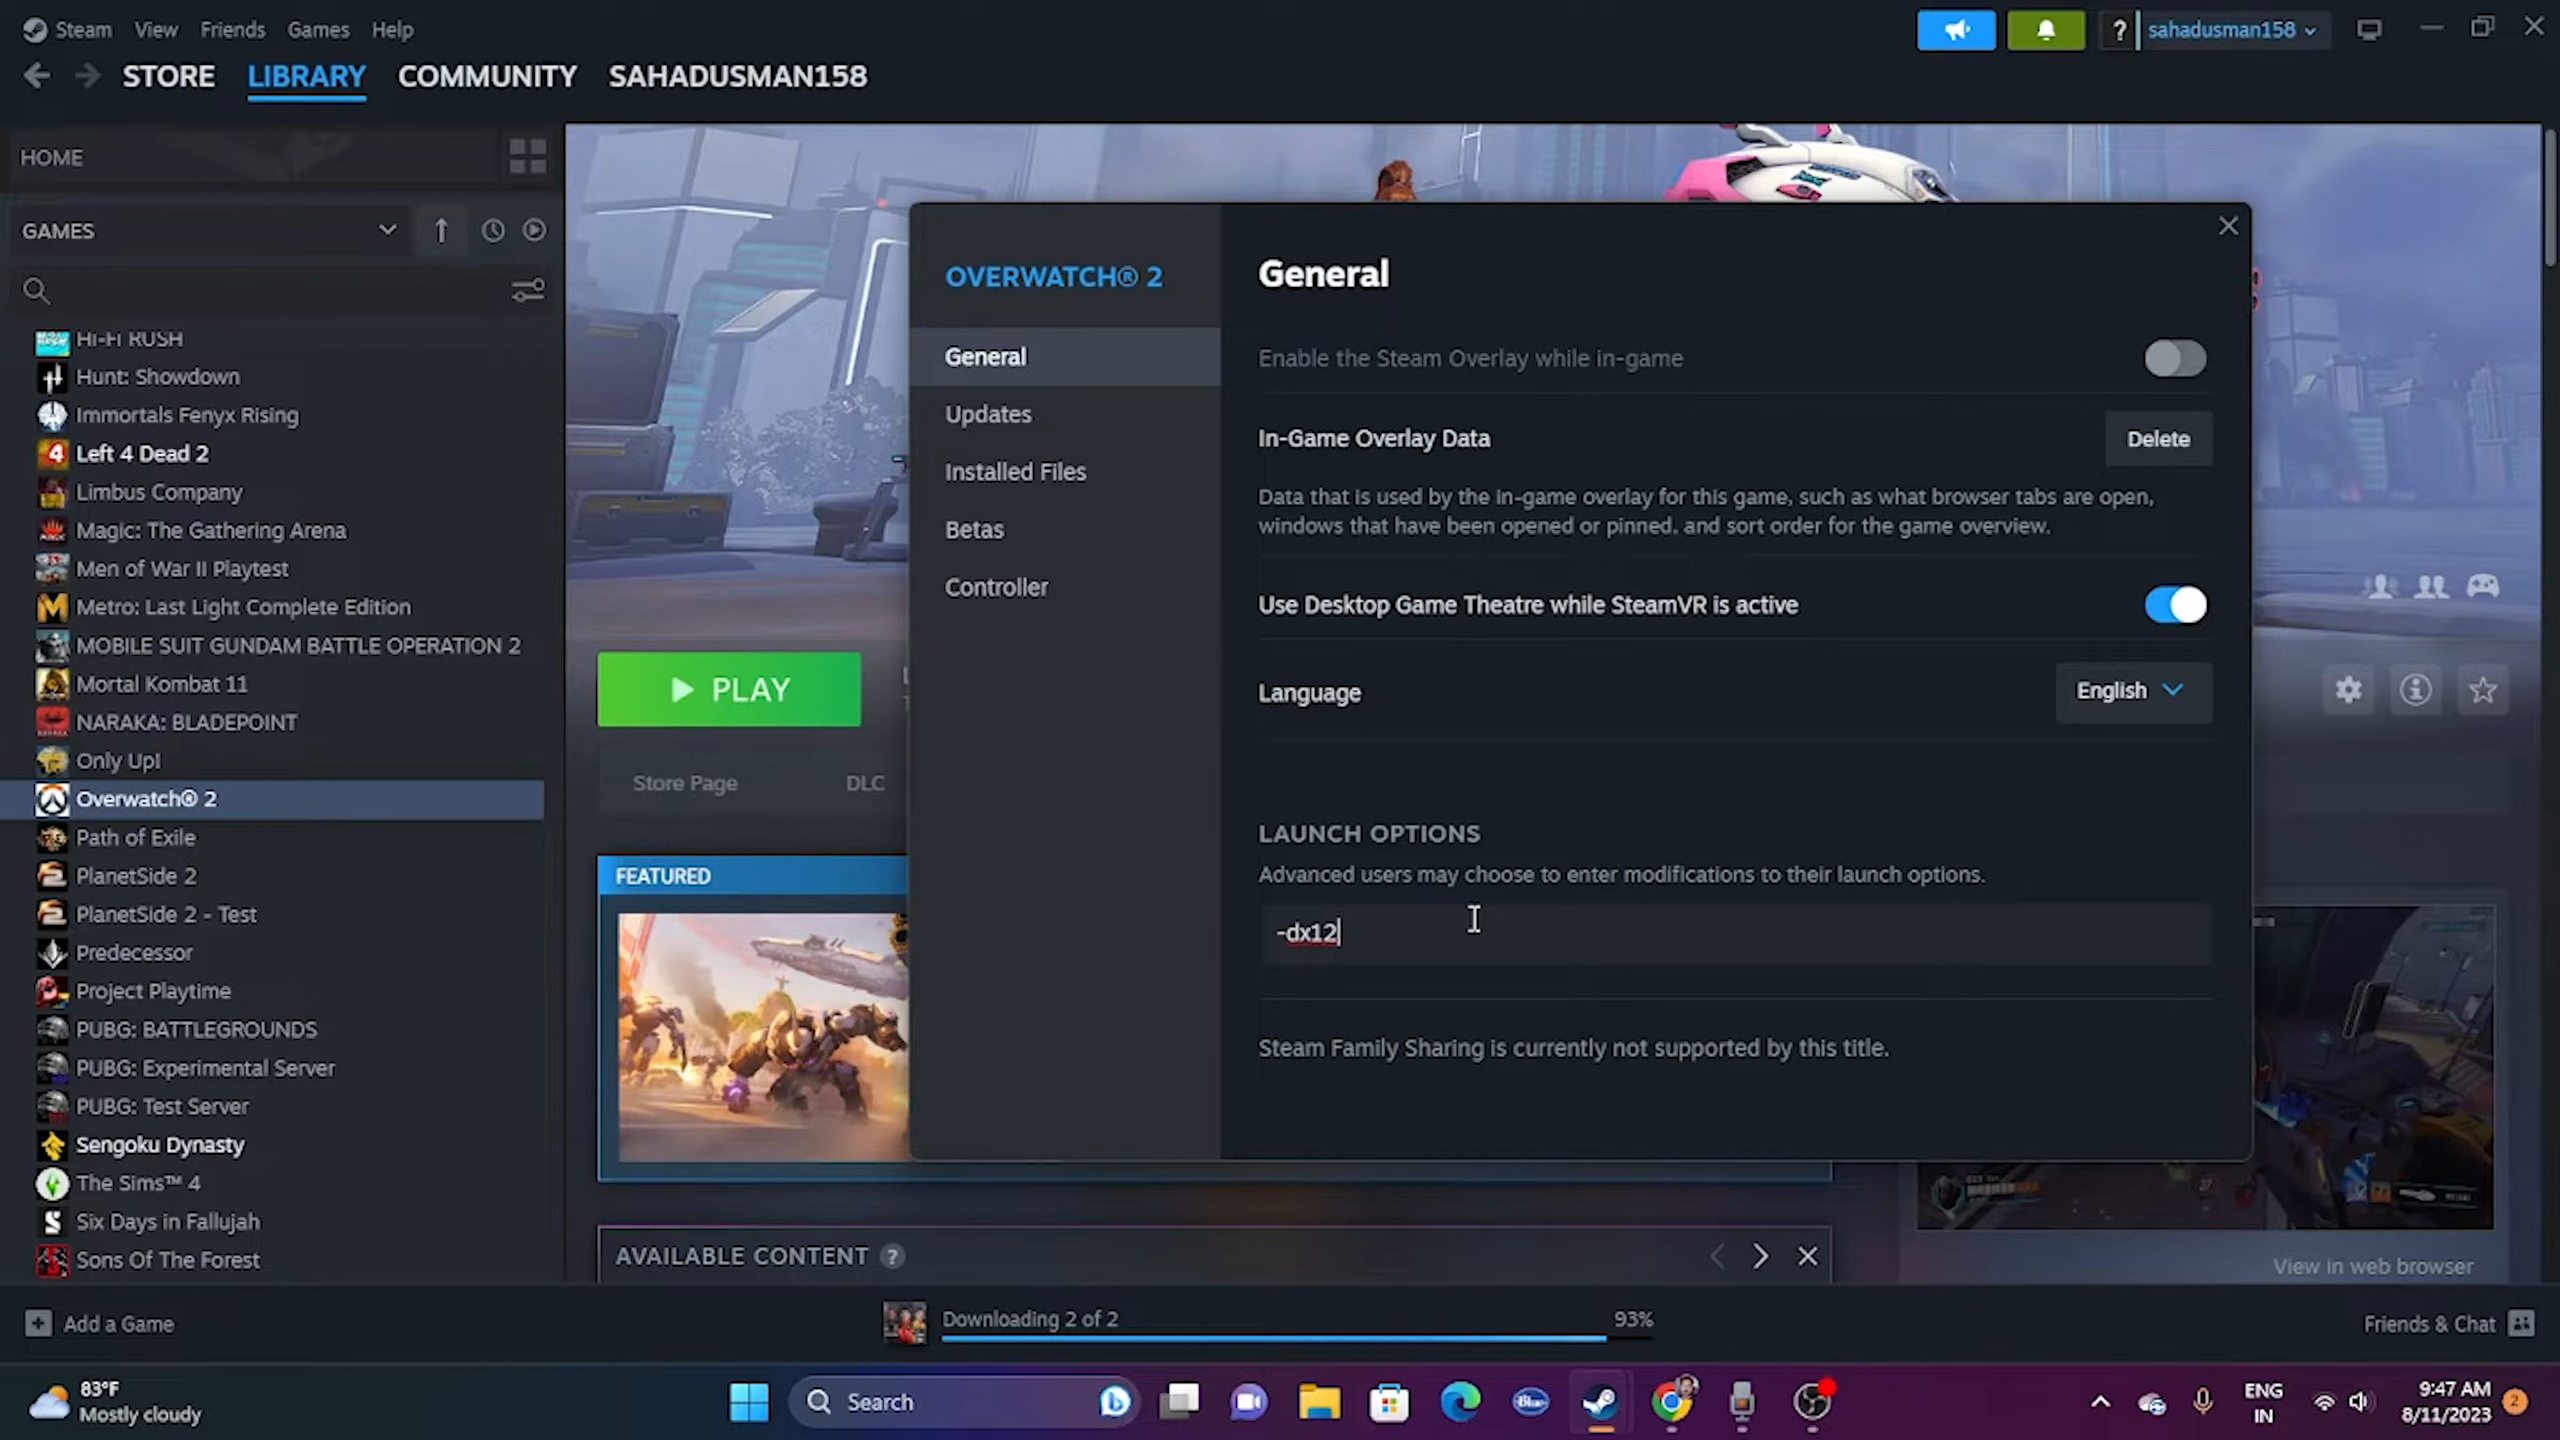 Steam View Friends Games Help
? sahadusman158
STORE LIBRARY COMMUNITY SAHADUSMAN158
HOME
GAMES
Hi-Fi RUSH
Hunt: Showdown
Immortals Fenyx Rising
Left 4 Dead 2
Limbus Company
Magic: The Gathering Arena
Men of War II Playtest
Metro: Last Light Complete Edition
MOBILE SUIT GUNDAM BATTLE OPERATION 2
Mortal Kombat 11
NARAKA: BLADEPOINT
Only Up!
Overwatch® 2
Path of Exile
PlanetSide 2
PlanetSide 2 - Test
Predecessor
Project Playtime
PUBG: BATTLEGROUNDS
PUBG: Experimental Server
PUBG: Test Server
Sengoku Dynasty
The Sims™ 4
Six Days in Fallujah
Sons Of The Forest
PLAY
Store Page DLC
FEATURED
AVAILABLE CONTENT ?
OVERWATCH® 2
General
Updates
Installed Files
Betas
Controller
General
Enable the Steam Overlay while in-game
In-Game Overlay Data
Delete
Data that is used by the in-game overlay for this game, such as what browser tabs are open,
windows that have been opened or pinned, and sort order for the game overview.
Use Desktop Game Theatre while SteamVR is active
Language
English
LAUNCH OPTIONS
Advanced users may choose to enter modifications to their launch options.
-dx12
Steam Family Sharing is currently not supported by this title.
View in web browser
Add a Game
Downloading 2 of 2
93%
Friends & Chat
83°F
Mostly cloudy
Search
Blue
ENG
IN
9:47 AM
8/11/2023
2